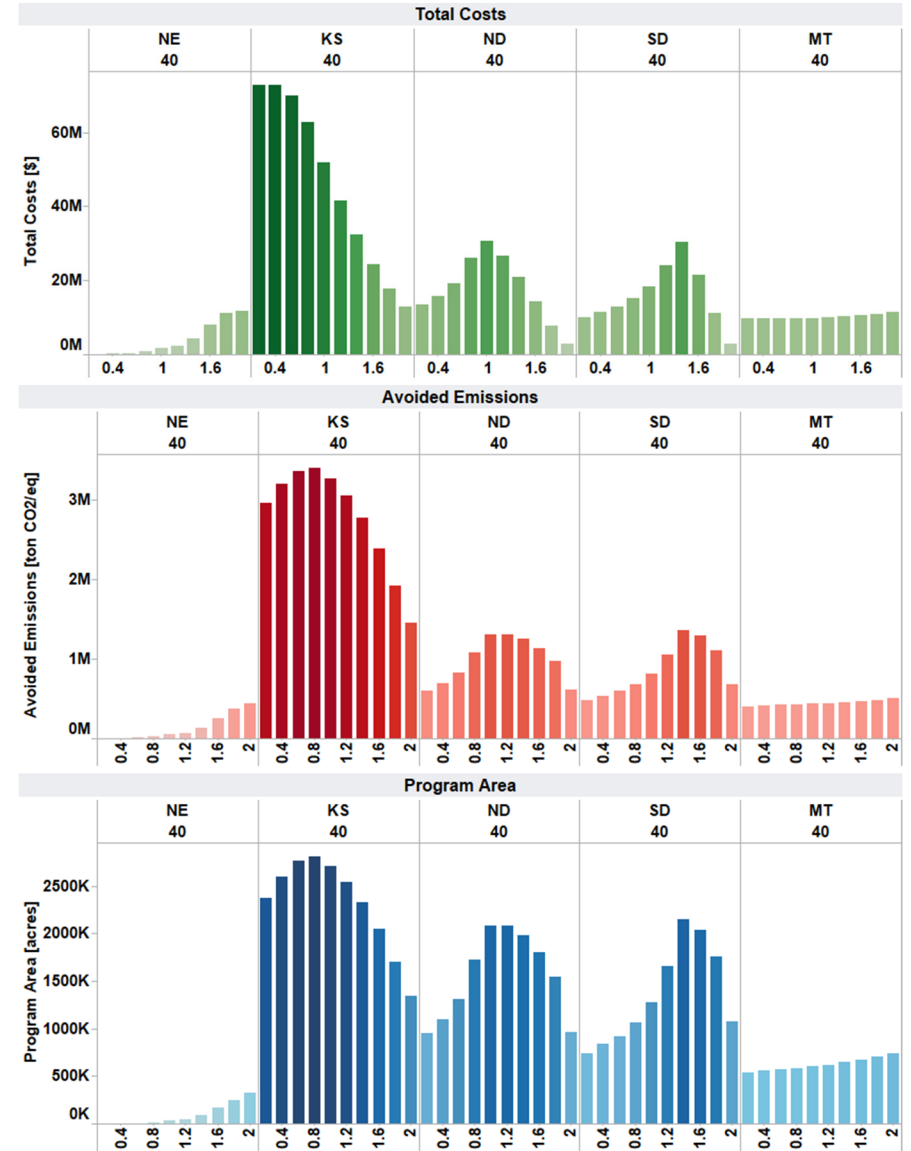 Total Costs
NE KS ND SD MT
40 40 40 40 40
Total Costs [$]
60M
40M
20M
0M
0.4 1 1.6 0.4 1 1.6 0.4 1 1.6 0.4 1 1.6 0.4 1 1.6
Avoided Emissions
NE KS ND SD MT
40 40 40 40 40
Avoided Emissions [ton CO2/eq]
3M
2M
1M
0M
0.4 0.8 1.2 1.6 2 0.4 0.8 1.2 1.6 2 0.4 0.8 1.2 1.6 2 0.4 0.8 1.2 1.6 2 0.4 0.8 1.2 1.6 2
Program Area
NE KS ND SD MT
40 40 40 40 40
Program Area [acres]
2500K
2000K
1500K
1000K
500K
0K
0.4 0.8 1.2 1.6 2 0.4 0.8 1.2 1.6 2 0.4 0.8 1.2 1.6 2 0.4 0.8 1.2 1.6 2 0.4 0.8 1.2 1.6 2